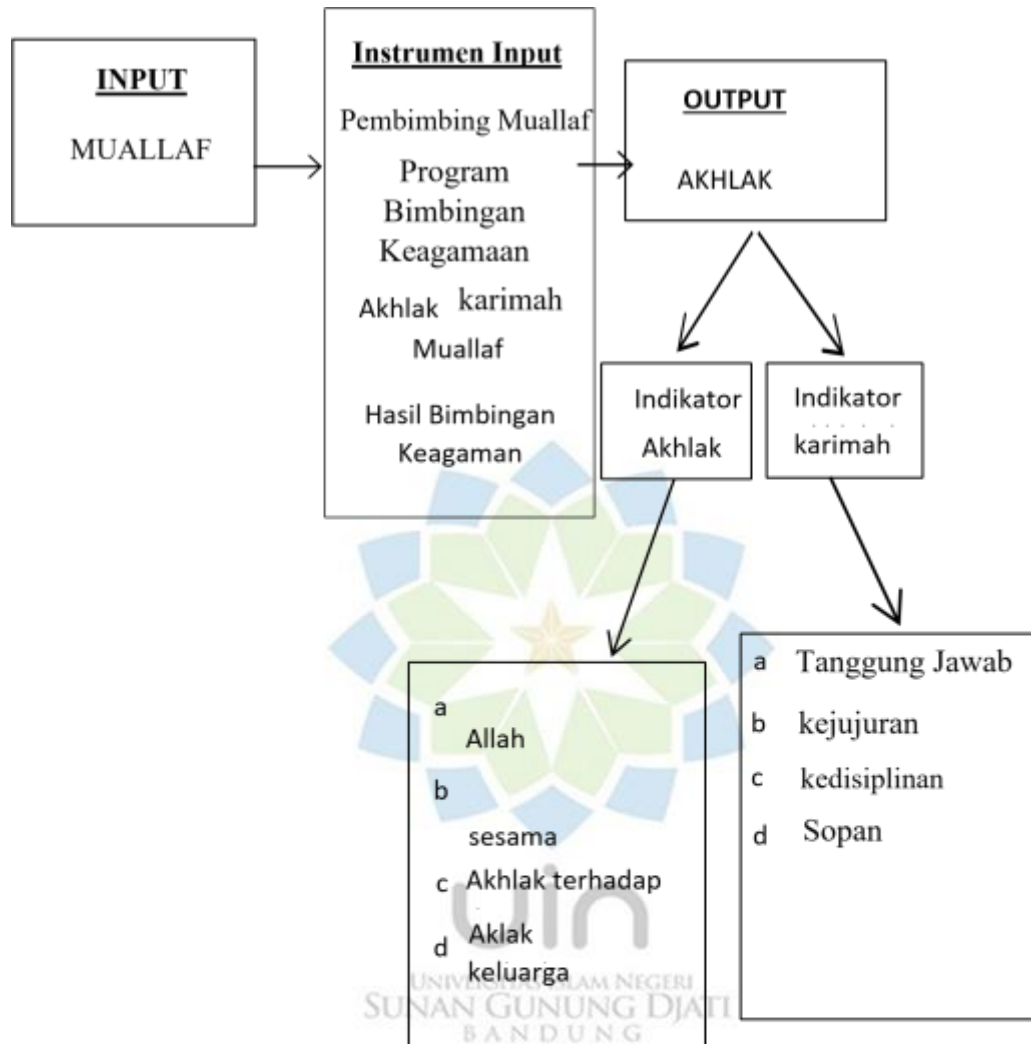 INPUT
MUALLAF
Instrumen Input
Pembimbing Muallaf
Program
Bimbingan
Keagamaan
Akhlak karimah
Muallaf
Hasil Bimbingan
Keagaman
OUTPUT
AKHLAK
Indikator
Akhlak
Indikator
karimah
a
Allah
b
sesama
c Akhlak terhadap
d Aklak
keluarga
a Tanggung Jawab
b kejujuran
c kedisiplinan
d Sopan
uin
UNIVERSITAS ISLAM NEGERI
SUNAN GUNUNG DJATI
BANDUNG